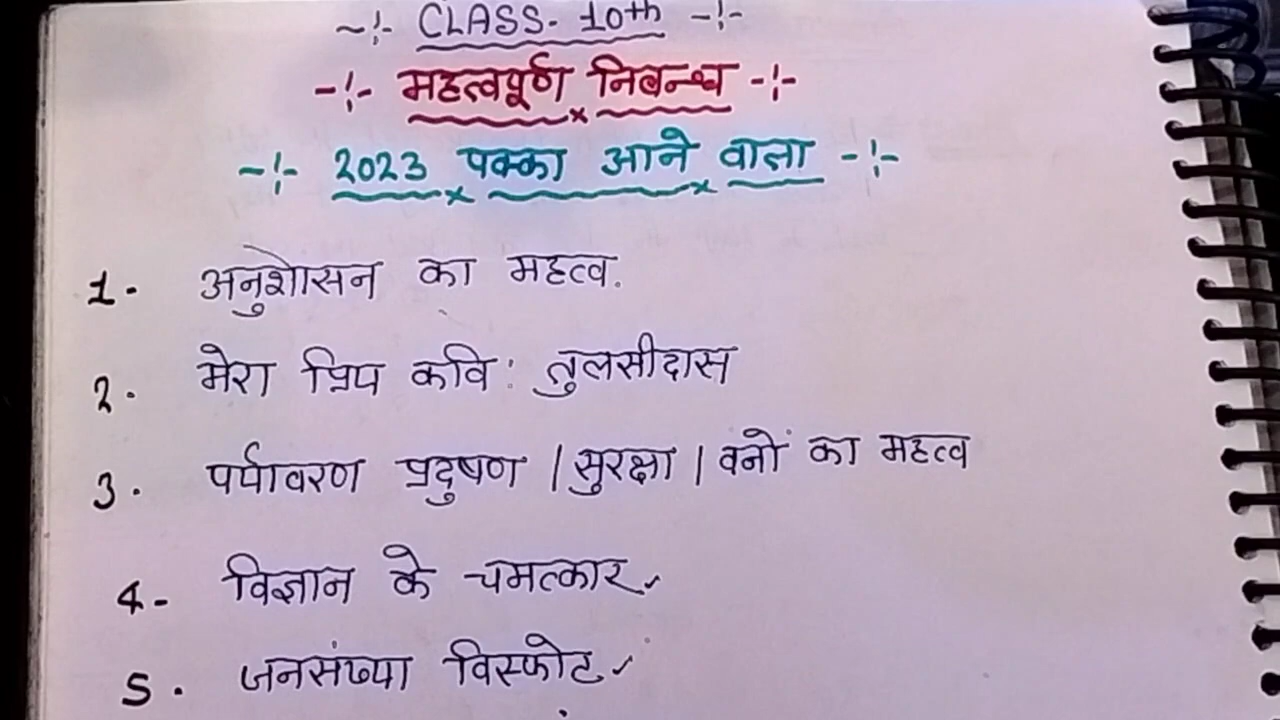 ~:- CLASS- 10th -:-
-:- महत्वपूर्ण निबन्ध -:-
-:- 2023 पक्का आने वाला -:-
1. अनुशासन का महत्व.
2. मेरा प्रिय कवि: तुलसीदास
3. पर्यावरण प्रदुषण | सुरक्षा | वनों का महत्व
4- विज्ञान के चमत्कार ✓
5. जनसंख्या विस्फोट ✓